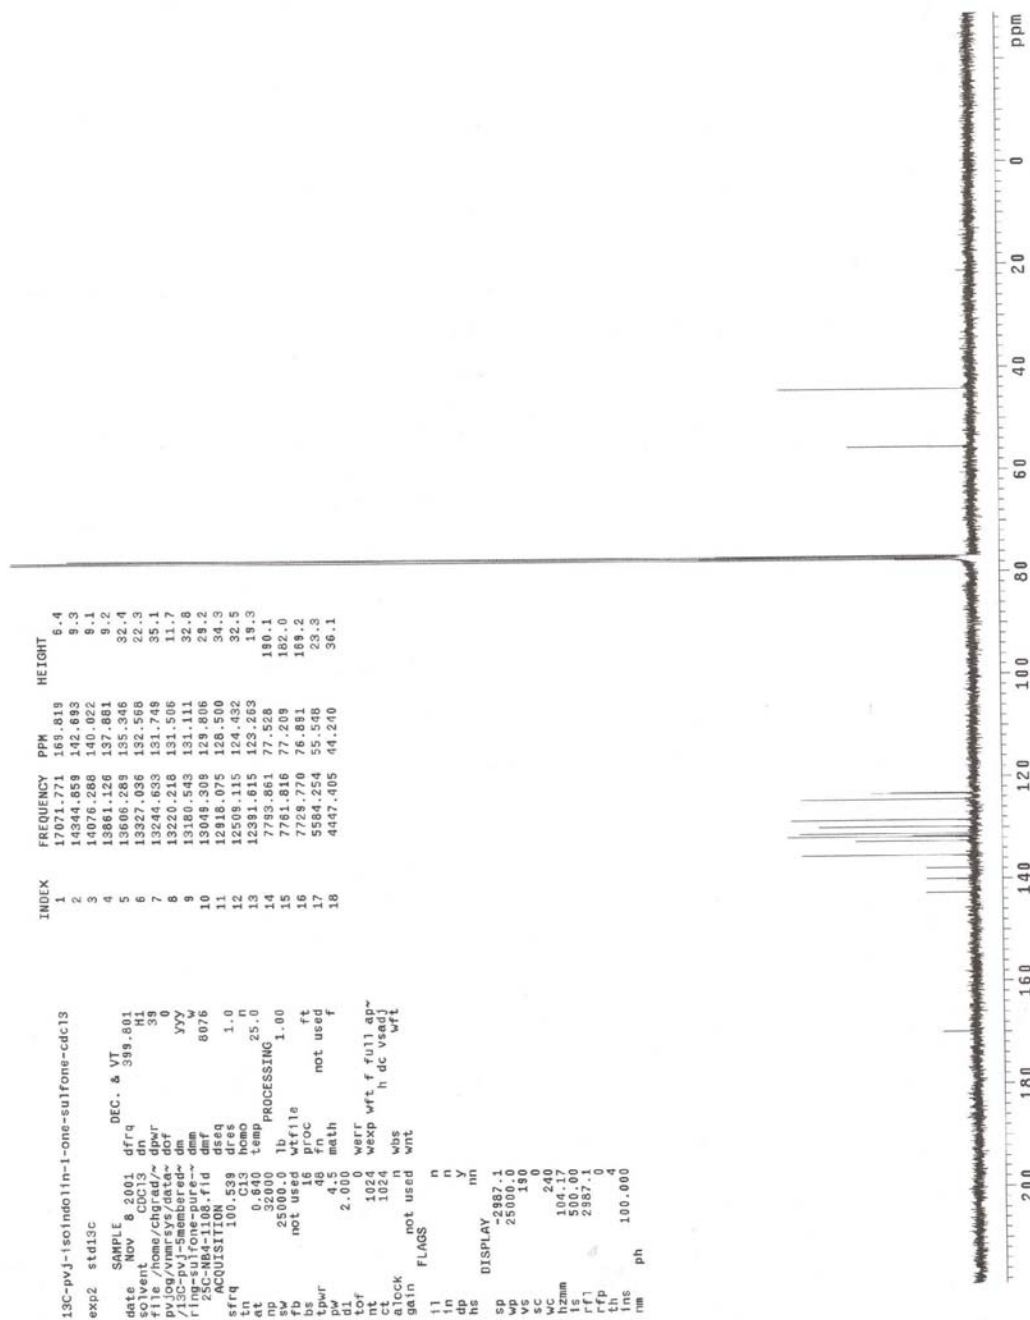 13C-pvj-isoindolin-1-one-sulfone-cdcl3
exp2 std13c
SAMPLE
date Nov 8 2001
solvent CDCl3
file /home/chgrad/~
pvjog/vnmrsys/data~
/13C-pvj-5membered~
ring-sulfone-pure-~
25C-NB4-1108.fid
ACQUISITION
sfrq 100.539
tn C13
at 0.640
np 32000
sw 25000.0
fb not used
bs 16
tpwr 48
pw 4.5
d1 2.000
tof 0
nt 1024
ct 1024
alock n
gain not used
FLAGS
il n
in n
dp y
hs nn
DISPLAY
sp -2987.1
wp 25000.0
vs 190
sc 0
wc 240
hzmm 104.17
is 500.00
rfl 2987.1
rfp 0
th 4
ins 100.000
nm ph
DEC. & VT
dfrq 399.801
dn H1
dpwr 39
dof 0
dm yyy
dmm w
dmf 8076
dseq
dres 1.0
homo n
temp 25.0
PROCESSING
lb 1.00
wtfile
proc ft
fn not used
math f
werr
wexp wft f full ap~
h dc vsadj
wbs
wnt wft
INDEX FREQUENCY PPM HEIGHT
1 17071.771 169.819 6.4
2 14344.859 142.693 9.3
3 14076.288 140.022 9.1
4 13861.126 137.881 9.2
5 13606.289 135.346 32.4
6 13327.036 132.568 22.3
7 13244.633 131.749 35.1
8 13220.218 131.506 11.7
9 13180.543 131.111 32.8
10 13049.309 129.806 29.2
11 12918.075 128.500 34.3
12 12509.115 124.432 32.5
13 12391.615 123.263 19.3
14 7793.861 77.528 190.1
15 7761.816 77.209 182.0
16 7729.770 76.891 189.2
17 5584.254 55.548 23.3
18 4447.405 44.240 36.1
200 180 160 140 120 100 80 60 40 20 0 ppm